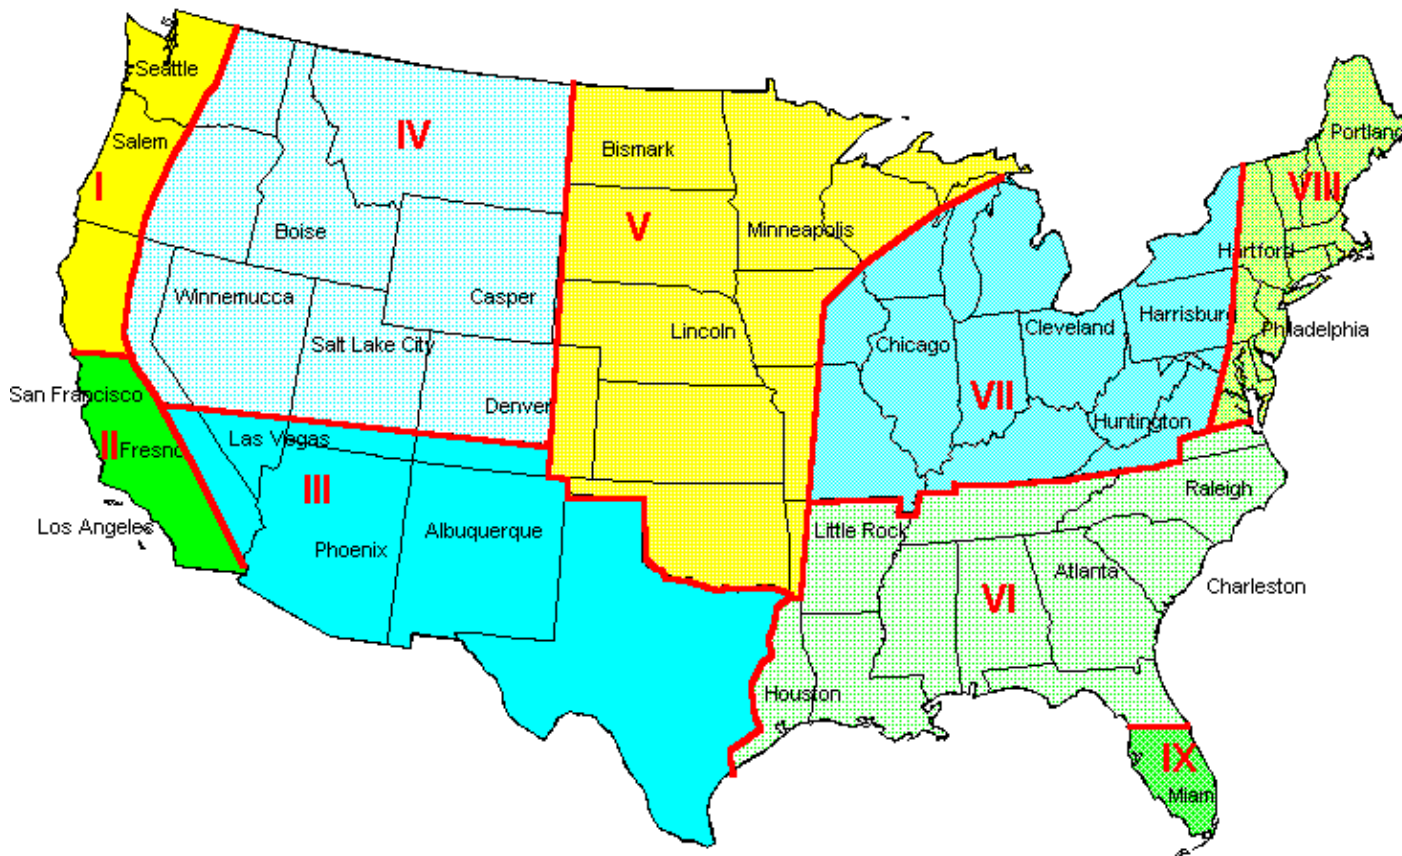 Seattle
Portland
Salem
IV
Bismark
I
VIII
V
Minneapolis
Boise
Hartford
Winnemucca
Casper
Harrisburg
Lincoln
Cleveland
Philadelphia
Salt Lake City
Chicago
San Francisco
VII
Denver
Huntington
II
Fresno
Las Vegas
III
Raleigh
Los Angeles
Albuquerque
Little Rock
Phoenix
Atlanta
Charleston
VI
Houston
IX
Miam